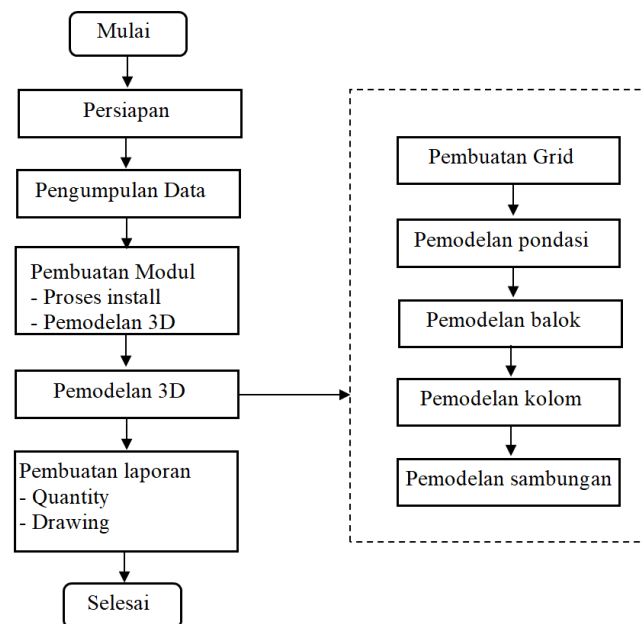 Mulai
Persiapan
Pengumpulan Data
Pembuatan Modul
- Proses install
- Pemodelan 3D
Pemodelan 3D
Pembuatan laporan
- Quantity
- Drawing
Selesai
Pembuatan Grid
Pemodelan pondasi
Pemodelan balok
Pemodelan kolom
Pemodelan sambungan